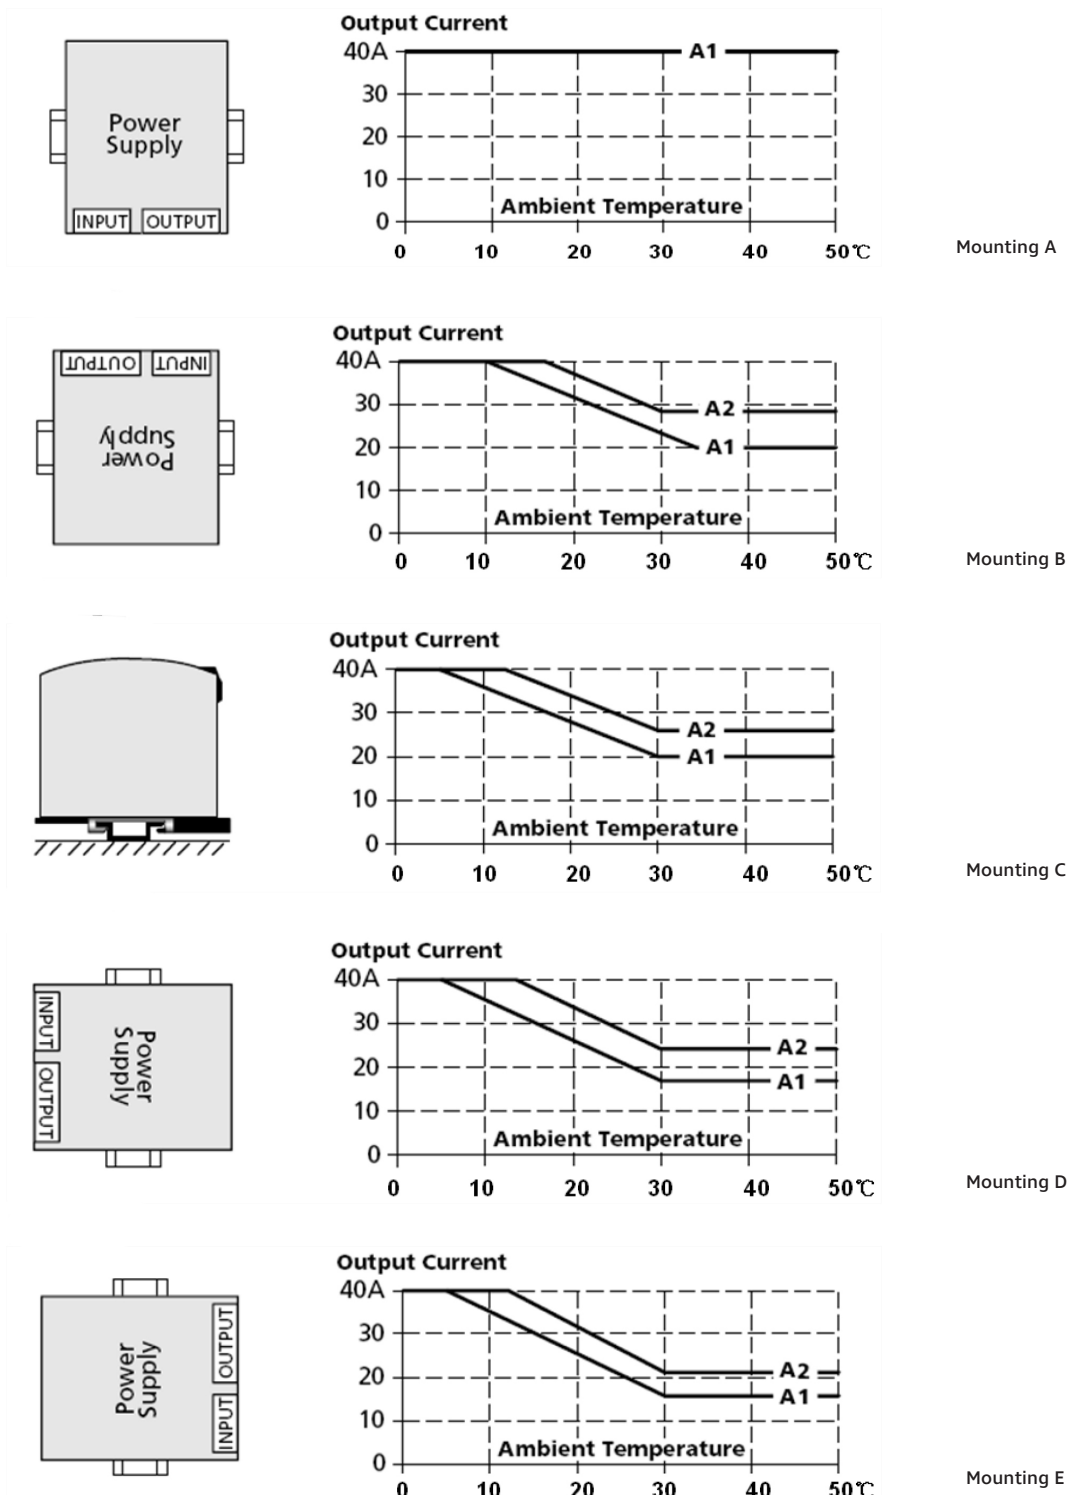 Output Current
40A
A1
30
Power
Supply
20
10
Ambient Temperature
INPUT
OUTPUT
0
0 10 20 30 40 50℃
Mounting A
Output Current
OUTPUT
INPUT
40A
30
A2
Power
Supply
20
A1
10
Ambient Temperature
0
0 10 20 30 40 50℃
Mounting B
Output Current
40A
30
A2
20
A1
10
Ambient Temperature
0
0 10 20 30 40 50℃
Mounting C
Output Current
40A
INPUT
30
Power
Supply
A2
20
A1
OUTPUT
10
Ambient Temperature
0
0 10 20 30 40 50℃
Mounting D
Output Current
40A
OUTPUT
30
Power
Supply
A2
20
A1
INPUT
10
Ambient Temperature
0
0 10 20 30 40 50℃
Mounting E